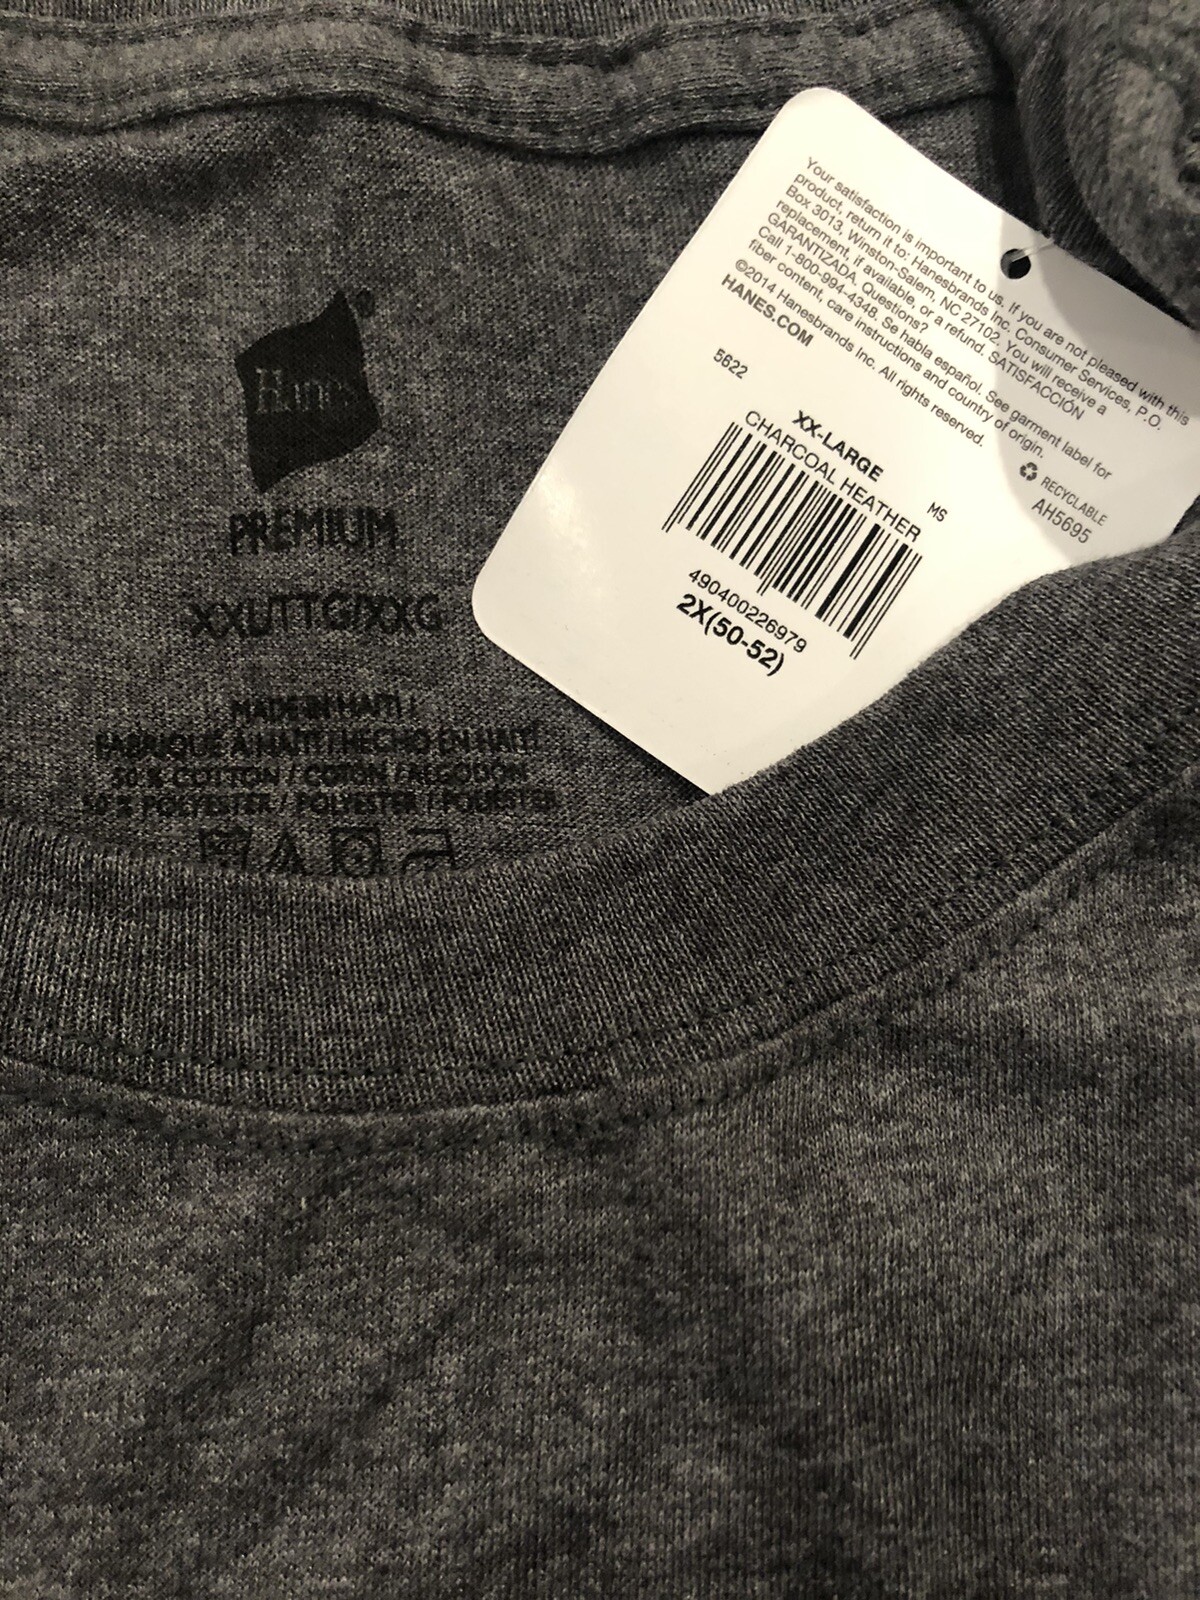 Hanes
PREMIUM
XXL/TTG/XXG
MADE IN HAITI /
FABRIQUÉ À HAÏTI / HECHO EN HAITÍ
50 % COTTON / COTON / ALGODON
50 % POLYESTER / POLYESTER / POLIESTER
Your satisfaction is important to us. If you are not pleased with this
product, return it to: Hanesbrands Inc. Consumer Services, P.O.
Box 3013, Winston-Salem, NC 27102. You will receive a
replacement, if available, or a refund. SATISFACCIÓN
GARANTIZADA. Questions?
Call 1-800-994-4348. Se habla español. See garment label for
fiber content, care instructions and country of origin.
©2014 Hanesbrands Inc. All rights reserved.
HANES.COM
RECYCLABLE
AH5695
5622
XX-LARGE
CHARCOAL HEATHER
MS
490400226979
2X(50-52)